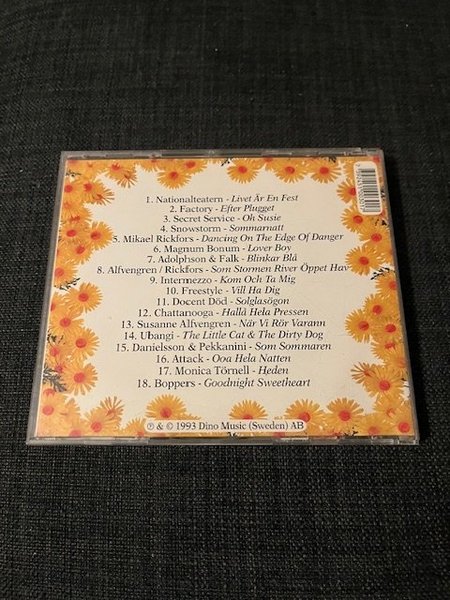 1. Nationalteatern - Livet Är En Fest
2. Factory - Efter Plugget
3. Secret Service - Oh Susie
4. Snowstorm - Sommarnatt
5. Mikael Rickfors - Dancing On The Edge Of Danger
6. Magnum Bonum - Lover Boy
7. Adolphson & Falk - Blinkar Blå
8. Alfvengren / Rickfors - Som Stormen River Öppet Hav
9. Intermezzo - Kom Och Ta Mig
10. Freestyle - Vill Ha Dig
11. Docent Död - Solglasögon
12. Chattanooga - Hallå Hela Pressen
13. Susanne Alfvengren - När Vi Rör Varann
14. Ubangi - The Little Cat & The Dirty Dog
15. Danielsson & Pekkanini - Som Sommaren
16. Attack - Ooa Hela Natten
17. Monica Törnell - Heden
18. Boppers - Goodnight Sweetheart
℗ & © 1993 Dino Music (Sweden) AB